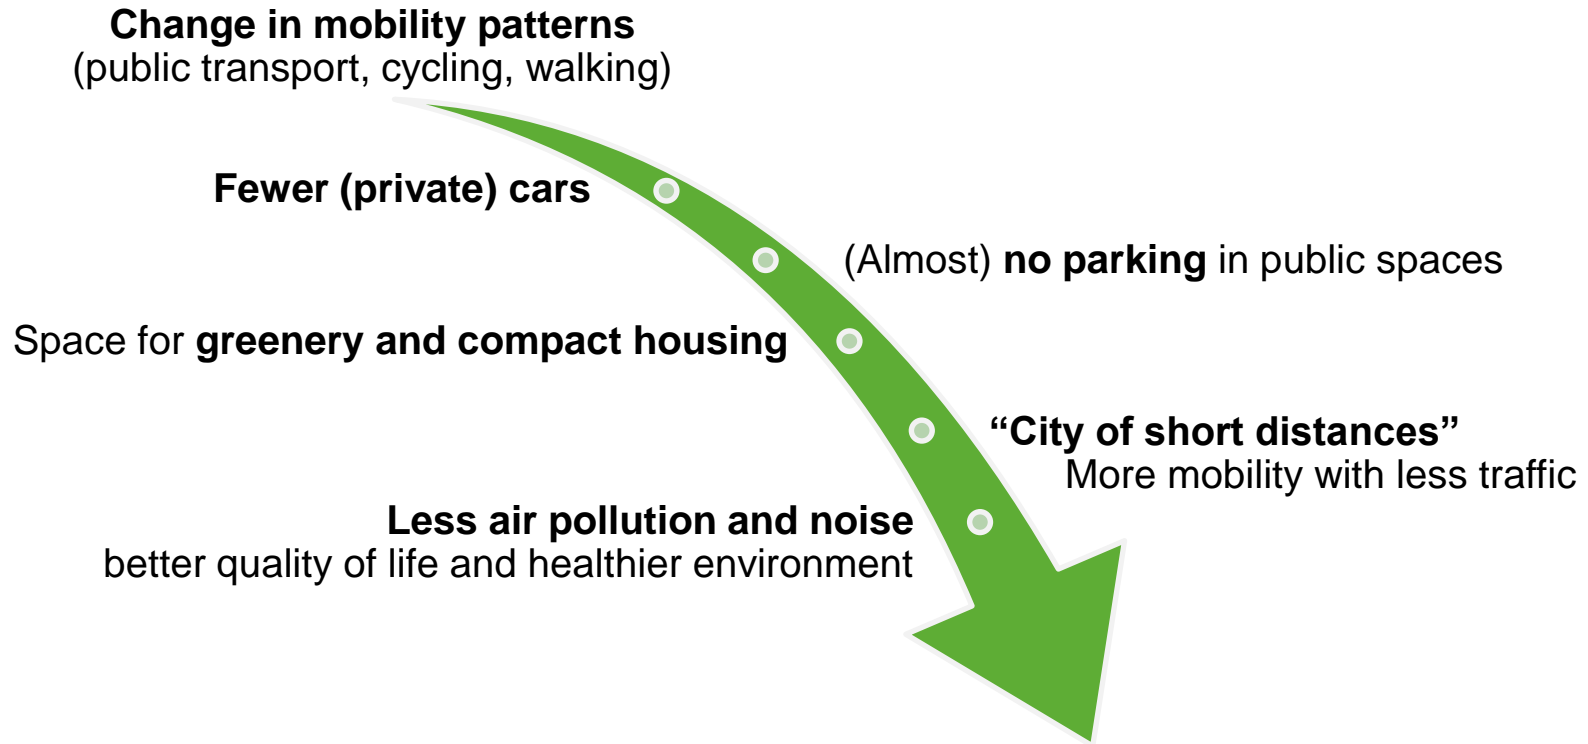 Change in mobility patterns
(public transport, cycling, walking)
Fewer (private) cars
(Almost) no parking in public spaces
Space for greenery and compact housing
“City of short distances”
More mobility with less traffic
Less air pollution and noise
better quality of life and healthier environment